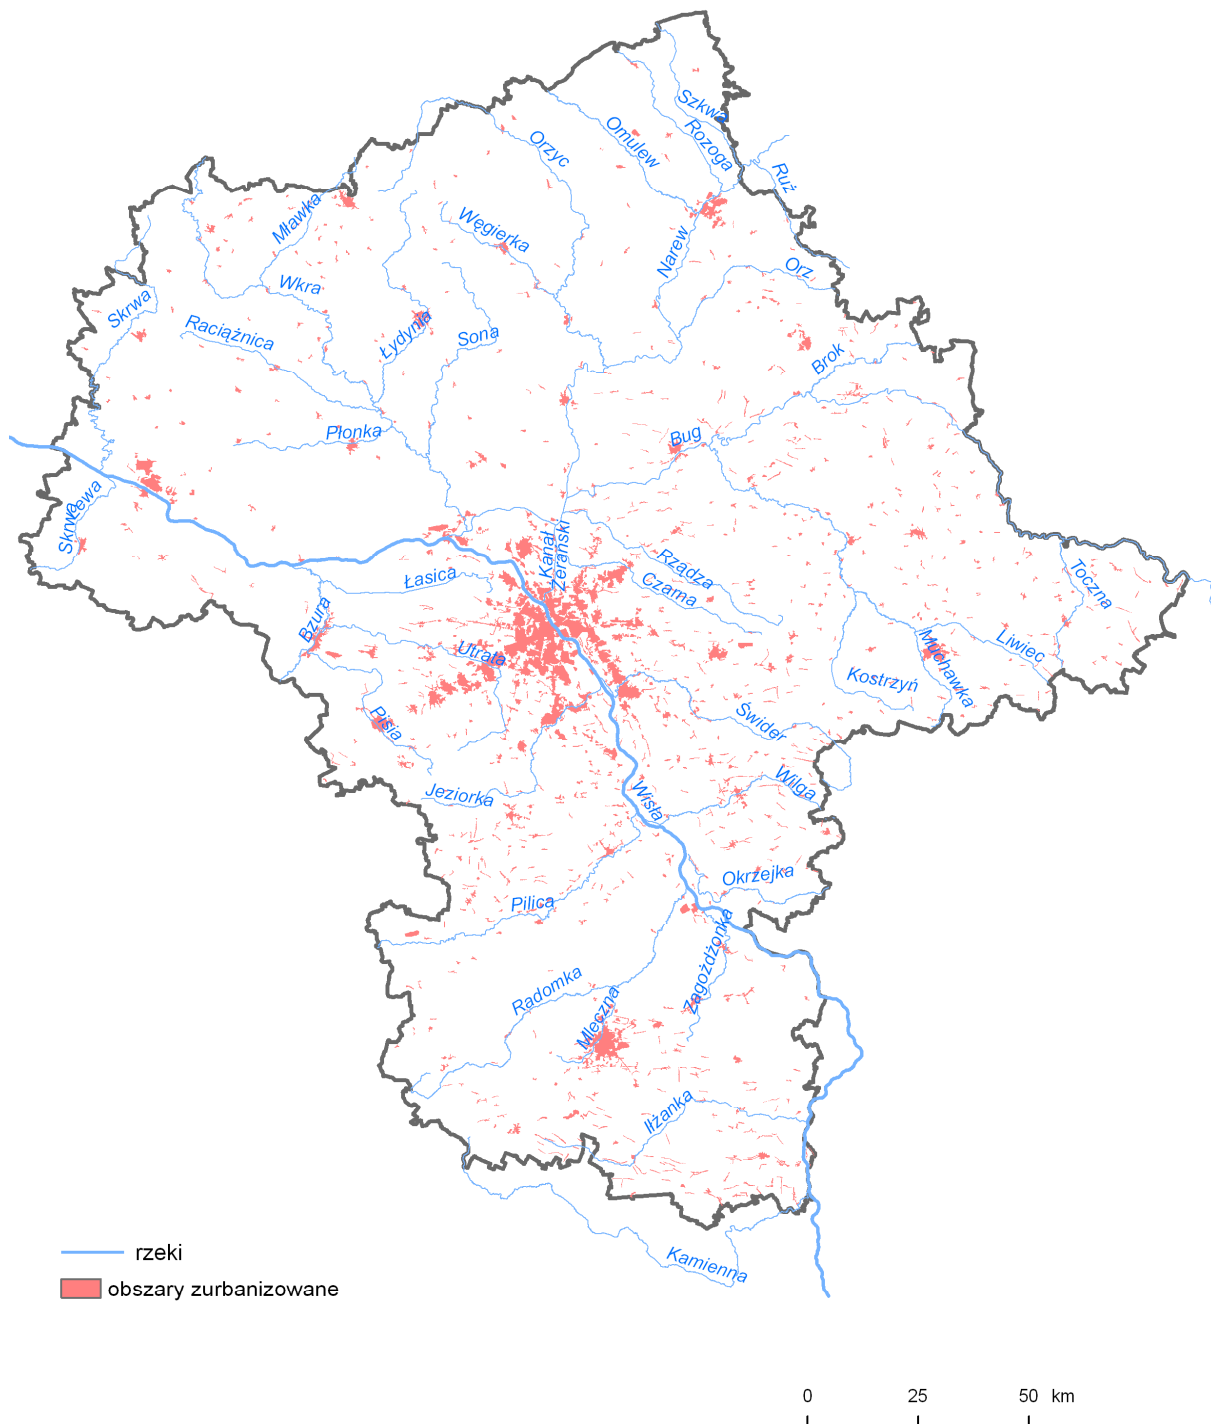 Szkwa
Rozoga
Omulew
Orzyc
Ruż
Mławka
Węgierka
Narew
Orz
Wkra
Skrwa
Raciążnica
Łydynia
Sona
Brok
Płonka
Bug
Skrwa
Lewa
Kanał
Żerański
Łasica
Rządza
Czarna
Toczna
Bzura
Utrata
Liwiec
Muchawka
Kostrzyń
Pisia
Świder
Jeziorka
Wisła
Wilga
Okrzejka
Pilica
Zagożdżonka
Radomka
Mleczna
Iłżanka
Kamienna
rzeki
obszary zurbanizowane
0 25 50 km